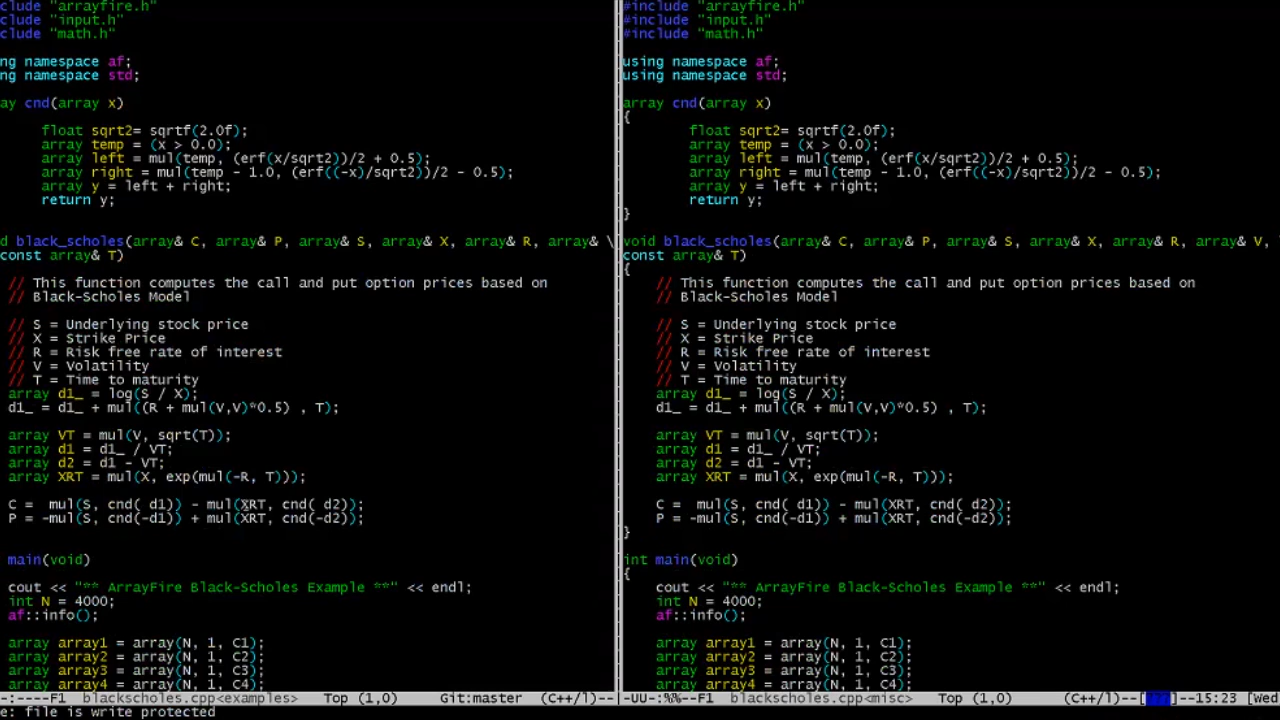 clude "arrayfire.h"
clude "input.h"
clude "math.h"
ng namespace af;
ng namespace std;
ay cnd(array x)
float sqrt2= sqrtf(2.0f);
array temp = (x > 0.0);
array left = mul(temp, (erf(x/sqrt2))/2 + 0.5);
array right = mul(temp - 1.0, (erf((-x)/sqrt2))/2 - 0.5);
array y = left + right;
return y;
d black_scholes(array& C, array& P, array& S, array& X, array& R, array& \
const array& T)
// This function computes the call and put option prices based on
// Black-Scholes Model
// S = Underlying stock price
// X = Strike Price
// R = Risk free rate of interest
// V = Volatility
// T = Time to maturity
array d1_ = log(S / X);
d1_ = d1_ + mul((R + mul(V,V)*0.5) , T);
array VT = mul(V, sqrt(T));
array d1 = d1_ / VT;
array d2 = d1 - VT;
array XRT = mul(X, exp(mul(-R, T)));
C =  mul(S, cnd( d1)) - mul(XRT, cnd( d2));
P = -mul(S, cnd(-d1)) + mul(XRT, cnd(-d2));
main(void)
cout << "** ArrayFire Black-Scholes Example **" << endl;
int N = 4000;
af::info();
array array1 = array(N, 1, C1);
array array2 = array(N, 1, C2);
array array3 = array(N, 1, C3);
array array4 = array(N, 1, C4);
-:----F1  blackscholes.cpp<examples>   Top (1,0)     Git:master  (C++/l)--
e: file is write protected
#include "arrayfire.h"
#include "input.h"
#include "math.h"
using namespace af;
using namespace std;
array cnd(array x)
{
float sqrt2= sqrtf(2.0f);
array temp = (x > 0.0);
array left = mul(temp, (erf(x/sqrt2))/2 + 0.5);
array right = mul(temp - 1.0, (erf((-x)/sqrt2))/2 - 0.5);
array y = left + right;
return y;
}
void black_scholes(array& C, array& P, array& S, array& X, array& R, array& V,
const array& T)
{
// This function computes the call and put option prices based on
// Black-Scholes Model
// S = Underlying stock price
// X = Strike Price
// R = Risk free rate of interest
// V = Volatility
// T = Time to maturity
array d1_ = log(S / X);
d1_ = d1_ + mul((R + mul(V,V)*0.5) , T);
array VT = mul(V, sqrt(T));
array d1 = d1_ / VT;
array d2 = d1 - VT;
array XRT = mul(X, exp(mul(-R, T)));
C =  mul(S, cnd( d1)) - mul(XRT, cnd( d2));
P = -mul(S, cnd(-d1)) + mul(XRT, cnd(-d2));
}
int main(void)
{
cout << "** ArrayFire Black-Scholes Example **" << endl;
int N = 4000;
af::info();
array array1 = array(N, 1, C1);
array array2 = array(N, 1, C2);
array array3 = array(N, 1, C3);
array array4 = array(N, 1, C4);
-UU-:%%--F1  blackscholes.cpp<misc>   Top (1,0)      (C++/l)--[???]--15:23 [Wed